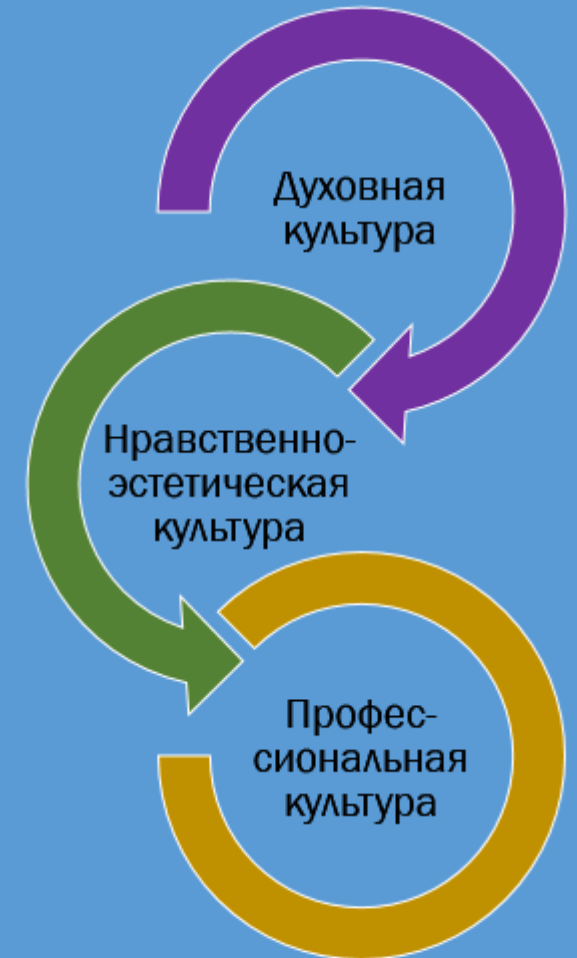 Духовная
культура
Нравственно-
эстетическая
культура
Профес-
сиональная
культура